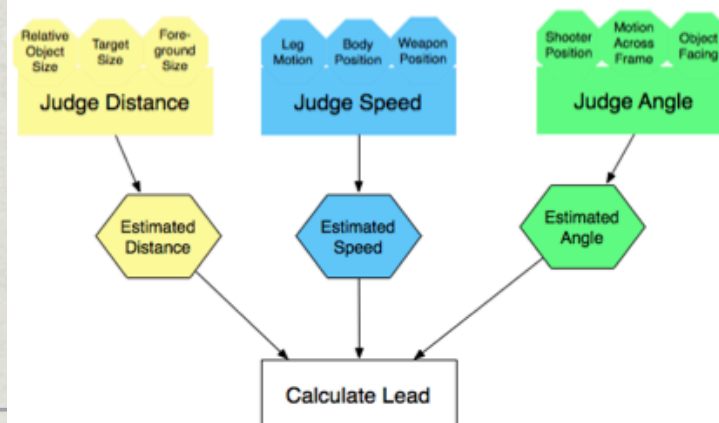 Relative
Object
Size
Target
Size
Fore-
ground
Size
Judge Distance
Leg
Motion
Body
Position
Weapon
Position
Judge Speed
Shooter
Position
Motion
Across
Frame
Object
Facing
Judge Angle
Estimated
Distance
Estimated
Speed
Estimated
Angle
Calculate Lead